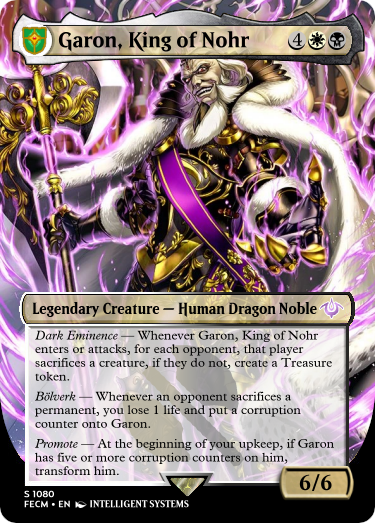 Garon, King of Nohr 4
Legendary Creature — Human Dragon Noble
Dark Eminence — Whenever Garon, King of Nohr
enters or attacks, for each opponent, that player
sacrifices a creature, if they do not, create a Treasure
token.
Bölverk — Whenever an opponent sacrifices a
permanent, you lose 1 life and put a corruption
counter onto Garon.
Promote — At the beginning of your upkeep, if Garon
has five or more corruption counters on him,
transform him.
6/6
S 1080
FECM • EN INTELLIGENT SYSTEMS